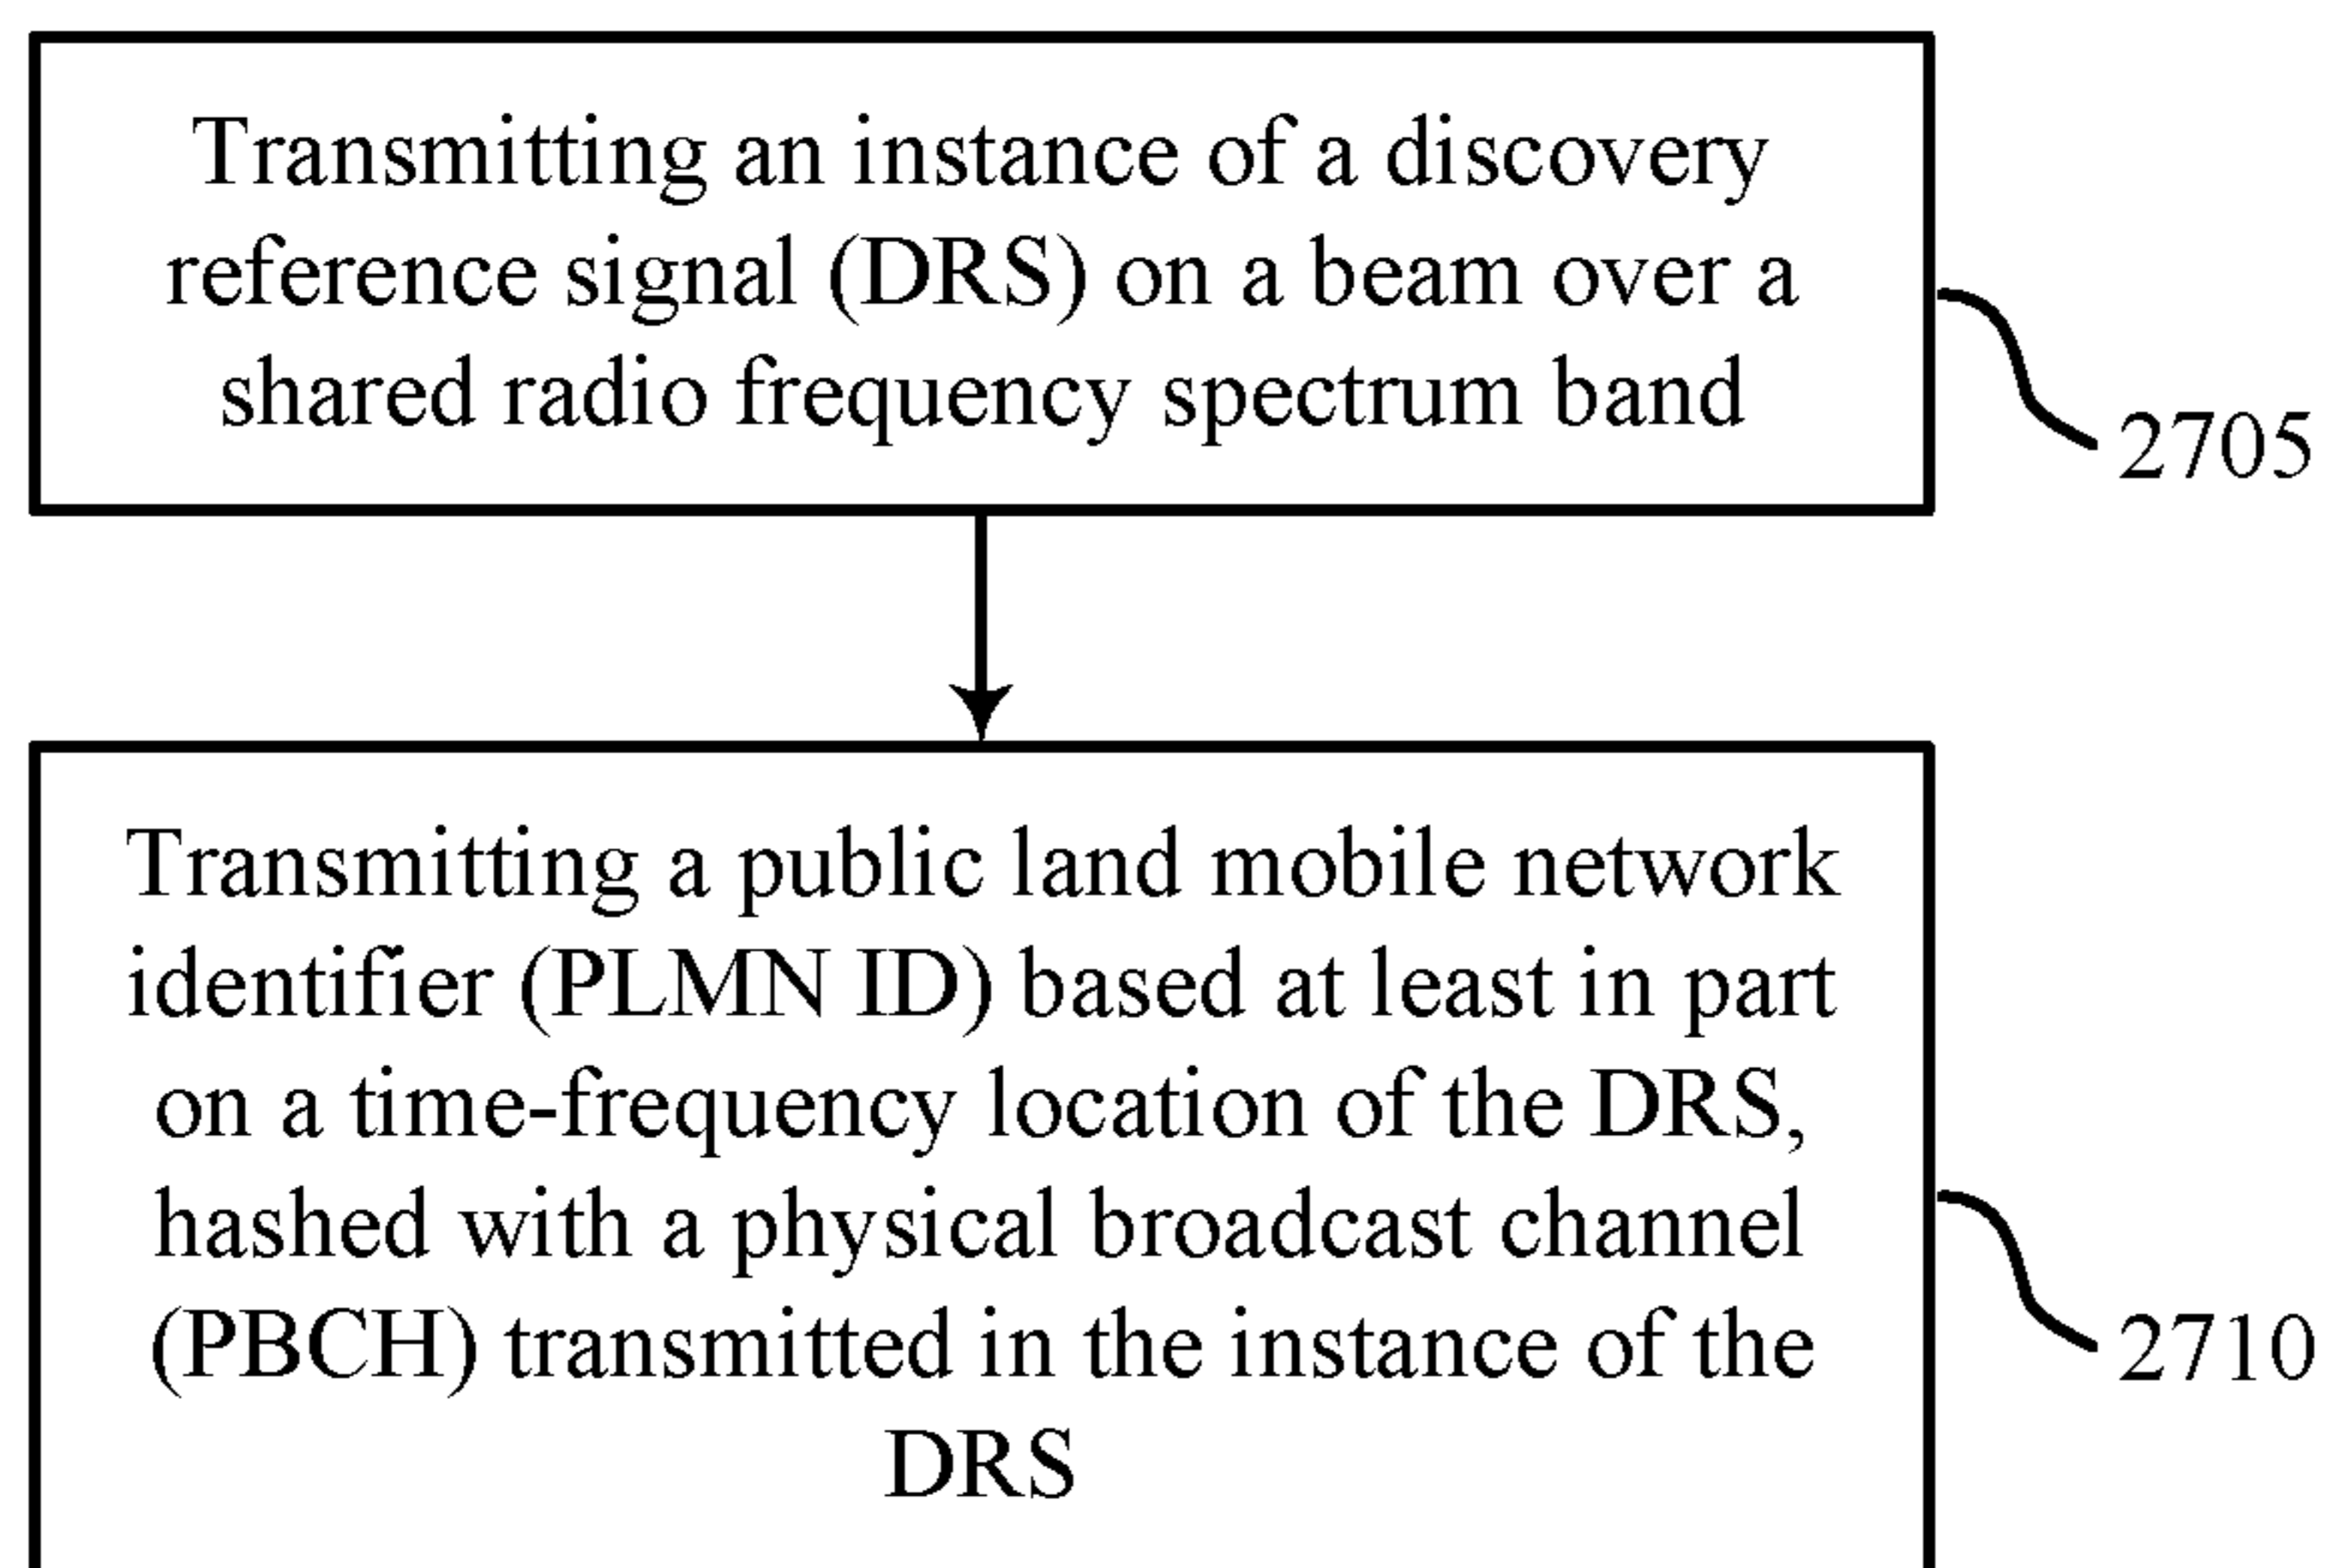 Transmitting an instance of a discovery
reference signal (DRS) on a beam over a
shared radio frequency spectrum band
2705
Transmitting a public land mobile network
identifier (PLMN ID) based at least in part
on a time-frequency location of the DRS,
hashed with a physical broadcast channel
(PBCH) transmitted in the instance of the
DRS
2710